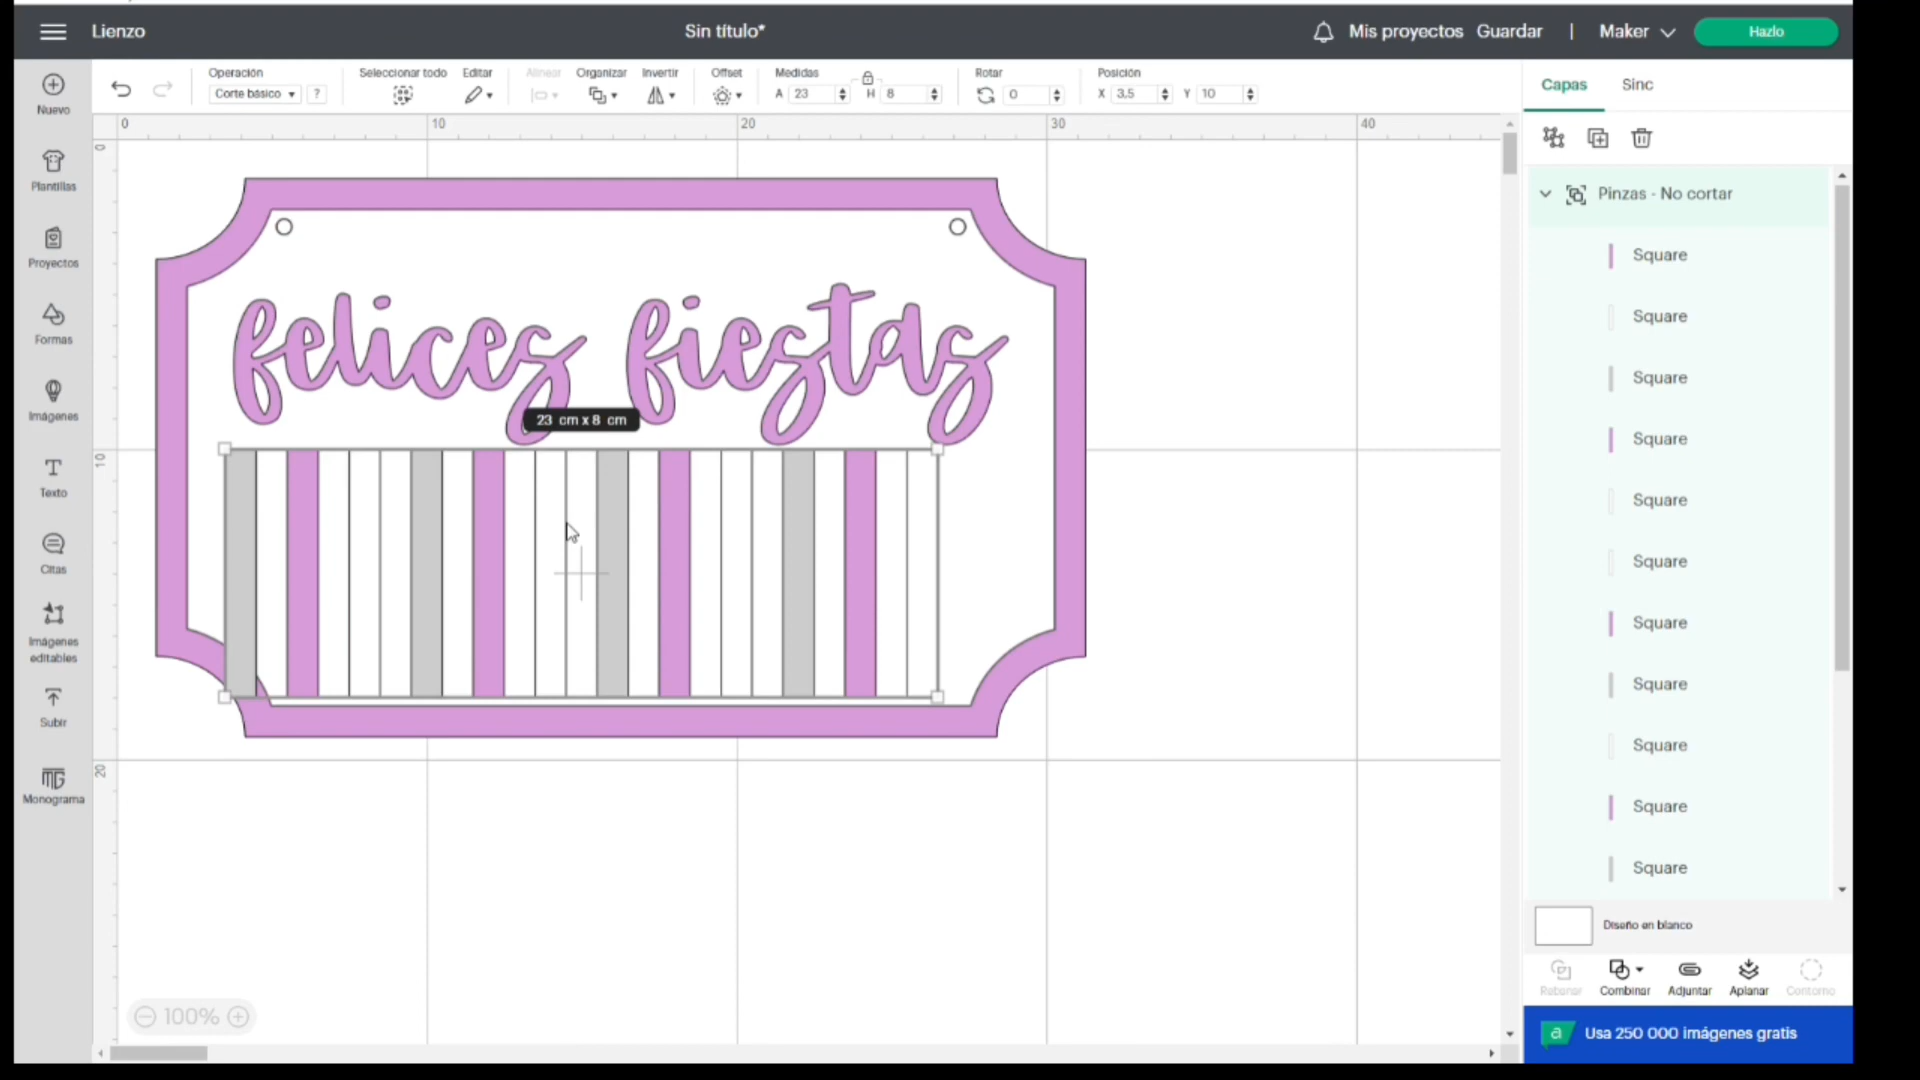 Lienzo
Sin título*
Mis proyectos Guardar | Maker Hazlo
Operación Seleccionar todo Editar Alinear Organizar Invertir Offset Medidas Rotar Posición
Corte básico ? A 23 H 8 0 X 3,5 Y 10
Capas Sinc
Nuevo
Plantillas
Proyectos
Formas
Imágenes
Texto
Citas
Imágenes
editables
Subir
Monograma
0 10 20 30 40
0
10
20
felices fiestas
23 cm x 8 cm
100%
Pinzas - No cortar
Square
Square
Square
Square
Square
Square
Square
Square
Square
Square
Square
Diseño en blanco
Rebanar Combinar Adjuntar Aplanar Contorno
a Usa 250 000 imágenes gratis